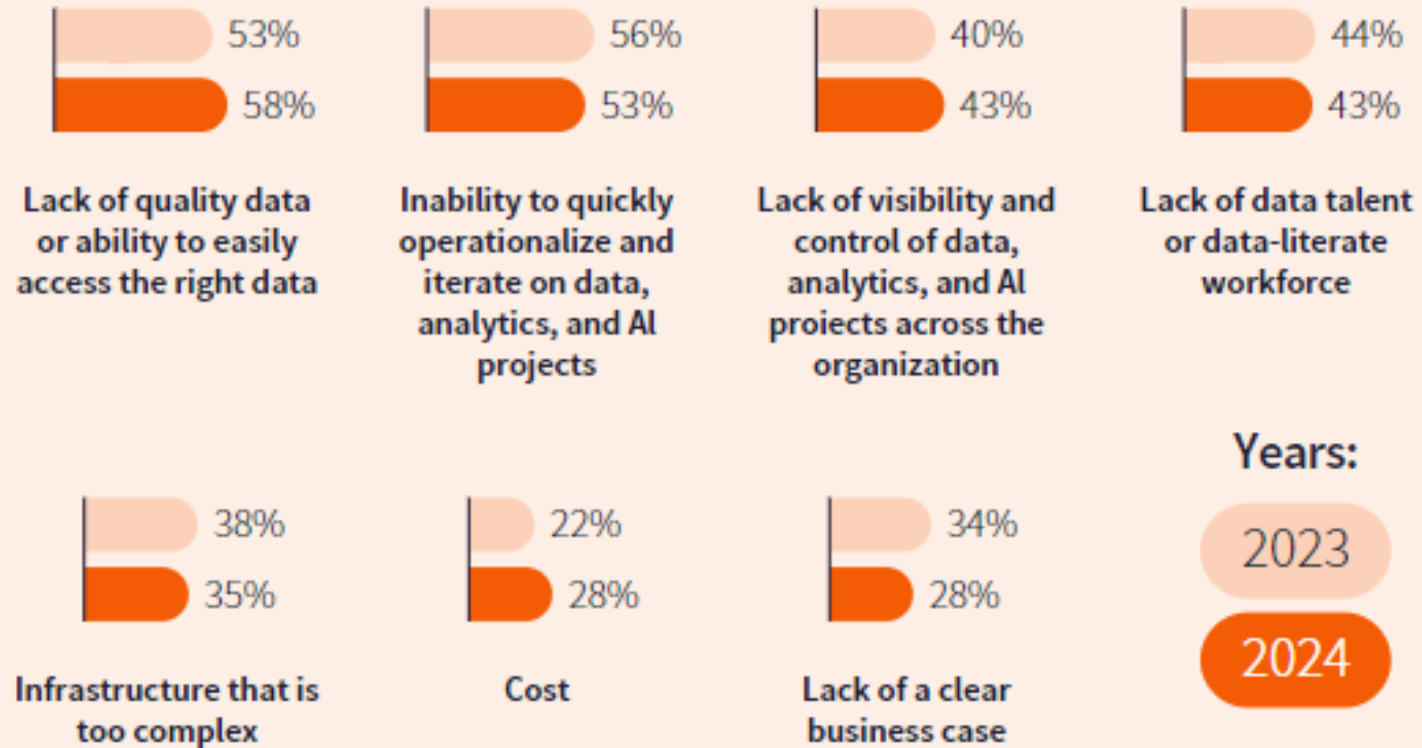 53%
58%
Lack of quality data
or ability to easily
access the right data
56%
53%
Inability to quickly
operationalize and
iterate on data,
analytics, and AI
projects
40%
43%
Lack of visibility and
control of data,
analytics, and AI
proiects across the
organization
44%
43%
Lack of data talent
or data-literate
workforce
38%
35%
Infrastructure that is
too complex
22%
28%
Cost
34%
28%
Lack of a clear
business case
Years:
2023
2024